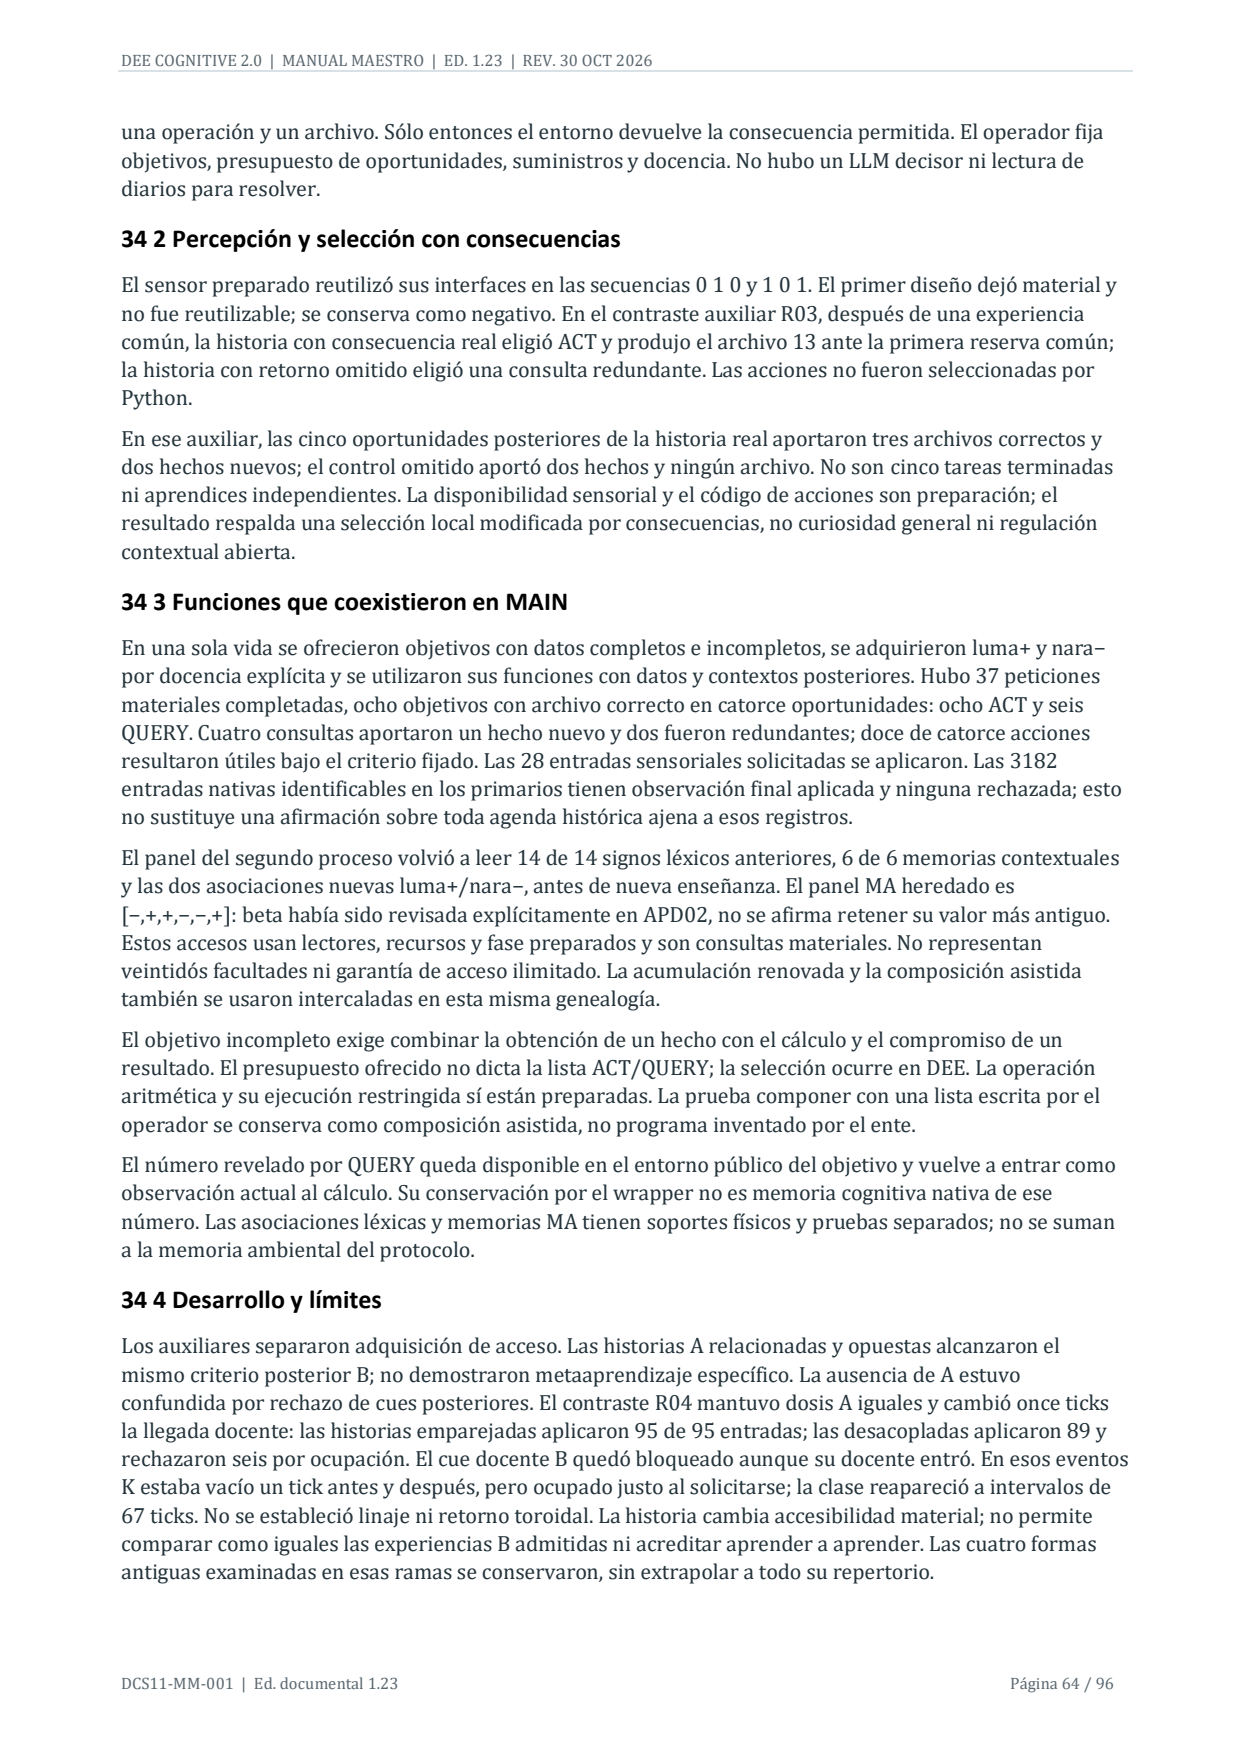 DEE COGNITIVE 2.0 | MANUAL MAESTRO | ED. 1.23 | REV. 30 OCT 2026
una operación y un archivo. Sólo entonces el entorno devuelve la consecuencia permitida. El operador fija
objetivos, presupuesto de oportunidades, suministros y docencia. No hubo un LLM decisor ni lectura de
diarios para resolver.
34 2 Percepción y selección con consecuencias
El sensor preparado reutilizó sus interfaces en las secuencias 0 1 0 y 1 0 1. El primer diseño dejó material y
no fue reutilizable; se conserva como negativo. En el contraste auxiliar R03, después de una experiencia
común, la historia con consecuencia real eligió ACT y produjo el archivo 13 ante la primera reserva común;
la historia con retorno omitido eligió una consulta redundante. Las acciones no fueron seleccionadas por
Python.
En ese auxiliar, las cinco oportunidades posteriores de la historia real aportaron tres archivos correctos y
dos hechos nuevos; el control omitido aportó dos hechos y ningún archivo. No son cinco tareas terminadas
ni aprendices independientes. La disponibilidad sensorial y el código de acciones son preparación; el
resultado respalda una selección local modificada por consecuencias, no curiosidad general ni regulación
contextual abierta.
34 3 Funciones que coexistieron en MAIN
En una sola vida se ofrecieron objetivos con datos completos e incompletos, se adquirieron luma+ y nara−
por docencia explícita y se utilizaron sus funciones con datos y contextos posteriores. Hubo 37 peticiones
materiales completadas, ocho objetivos con archivo correcto en catorce oportunidades: ocho ACT y seis
QUERY. Cuatro consultas aportaron un hecho nuevo y dos fueron redundantes; doce de catorce acciones
resultaron útiles bajo el criterio fijado. Las 28 entradas sensoriales solicitadas se aplicaron. Las 3182
entradas nativas identificables en los primarios tienen observación final aplicada y ninguna rechazada; esto
no sustituye una afirmación sobre toda agenda histórica ajena a esos registros.
El panel del segundo proceso volvió a leer 14 de 14 signos léxicos anteriores, 6 de 6 memorias contextuales
y las dos asociaciones nuevas luma+/nara−, antes de nueva enseñanza. El panel MA heredado es
[−,+,+,−,−,+]: beta había sido revisada explícitamente en APD02, no se afirma retener su valor más antiguo.
Estos accesos usan lectores, recursos y fase preparados y son consultas materiales. No representan
veintidós facultades ni garantía de acceso ilimitado. La acumulación renovada y la composición asistida
también se usaron intercaladas en esta misma genealogía.
El objetivo incompleto exige combinar la obtención de un hecho con el cálculo y el compromiso de un
resultado. El presupuesto ofrecido no dicta la lista ACT/QUERY; la selección ocurre en DEE. La operación
aritmética y su ejecución restringida sí están preparadas. La prueba componer con una lista escrita por el
operador se conserva como composición asistida, no programa inventado por el ente.
El número revelado por QUERY queda disponible en el entorno público del objetivo y vuelve a entrar como
observación actual al cálculo. Su conservación por el wrapper no es memoria cognitiva nativa de ese
número. Las asociaciones léxicas y memorias MA tienen soportes físicos y pruebas separados; no se suman
a la memoria ambiental del protocolo.
34 4 Desarrollo y límites
Los auxiliares separaron adquisición de acceso. Las historias A relacionadas y opuestas alcanzaron el
mismo criterio posterior B; no demostraron metaaprendizaje específico. La ausencia de A estuvo
confundida por rechazo de cues posteriores. El contraste R04 mantuvo dosis A iguales y cambió once ticks
la llegada docente: las historias emparejadas aplicaron 95 de 95 entradas; las desacopladas aplicaron 89 y
rechazaron seis por ocupación. El cue docente B quedó bloqueado aunque su docente entró. En esos eventos
K estaba vacío un tick antes y después, pero ocupado justo al solicitarse; la clase reapareció a intervalos de
67 ticks. No se estableció linaje ni retorno toroidal. La historia cambia accesibilidad material; no permite
comparar como iguales las experiencias B admitidas ni acreditar aprender a aprender. Las cuatro formas
antiguas examinadas en esas ramas se conservaron, sin extrapolar a todo su repertorio.
DCS11-MM-001 | Ed. documental 1.23
Página 64 / 96